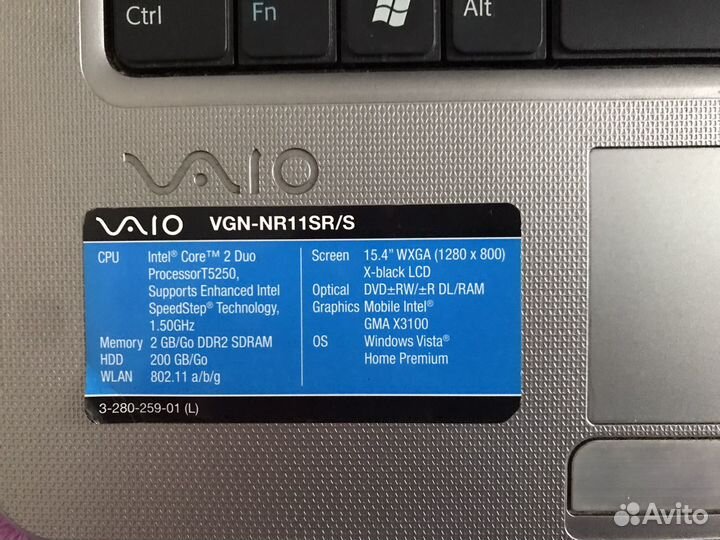 Ctrl
Fn
Alt
VAIO
VAIO VGN-NR11SR/S
CPU Intel® Core™ 2 Duo
ProcessorT5250,
Supports Enhanced Intel
SpeedStep® Technology,
1.50GHz
Memory 2 GB/Go DDR2 SDRAM
HDD 200 GB/Go
WLAN 802.11 a/b/g
Screen 15.4" WXGA (1280 x 800)
X-black LCD
Optical DVD±RW/±R DL/RAM
Graphics Mobile Intel®
GMA X3100
OS Windows Vista®
Home Premium
3-280-259-01 (L)
Avito